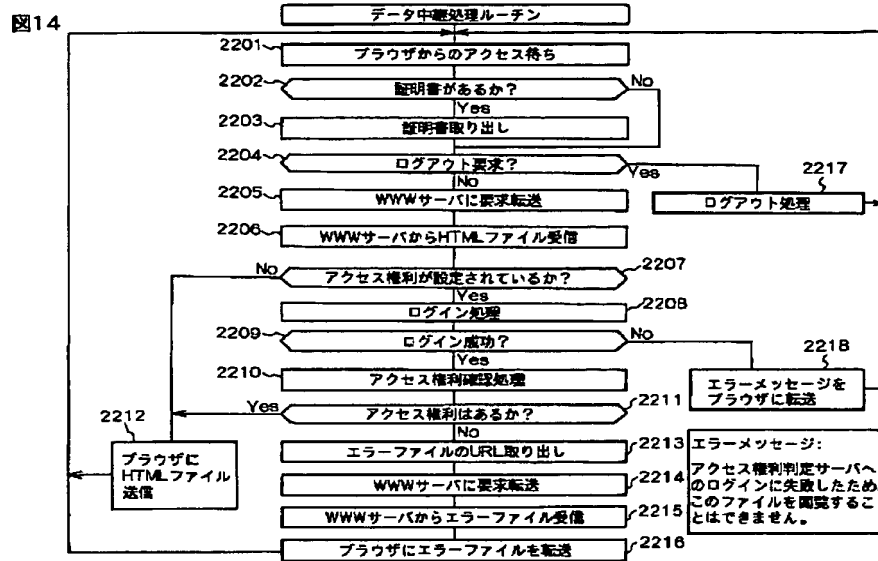 図14
データ中継処理ルーチン
2201
ブラウザからのアクセス待ち
2202
証明書があるか?
No
Yes
2203
証明書取り出し
2204
ログアウト要求?
Yes
No
2217
ログアウト処理
2205
WWWサーバに要求転送
2206
WWWサーバからHTMLファイル受信
No
アクセス権利が設定されているか?
2207
Yes
ログイン処理
2208
2209
ログイン成功?
No
Yes
2218
エラーメッセージを
ブラウザに転送
2210
アクセス権利確認処理
Yes
アクセス権利はあるか?
2211
No
2212
ブラウザに
HTMLファイル
送信
エラーファイルのURL取り出し
2213
WWWサーバに要求転送
2214
WWWサーバからエラーファイル受信
2215
ブラウザにエラーファイルを転送
2216
エラーメッセージ:
アクセス権利判定サーバへ
のログインに失敗したため
このファイルを閲覧するこ
とはできません。